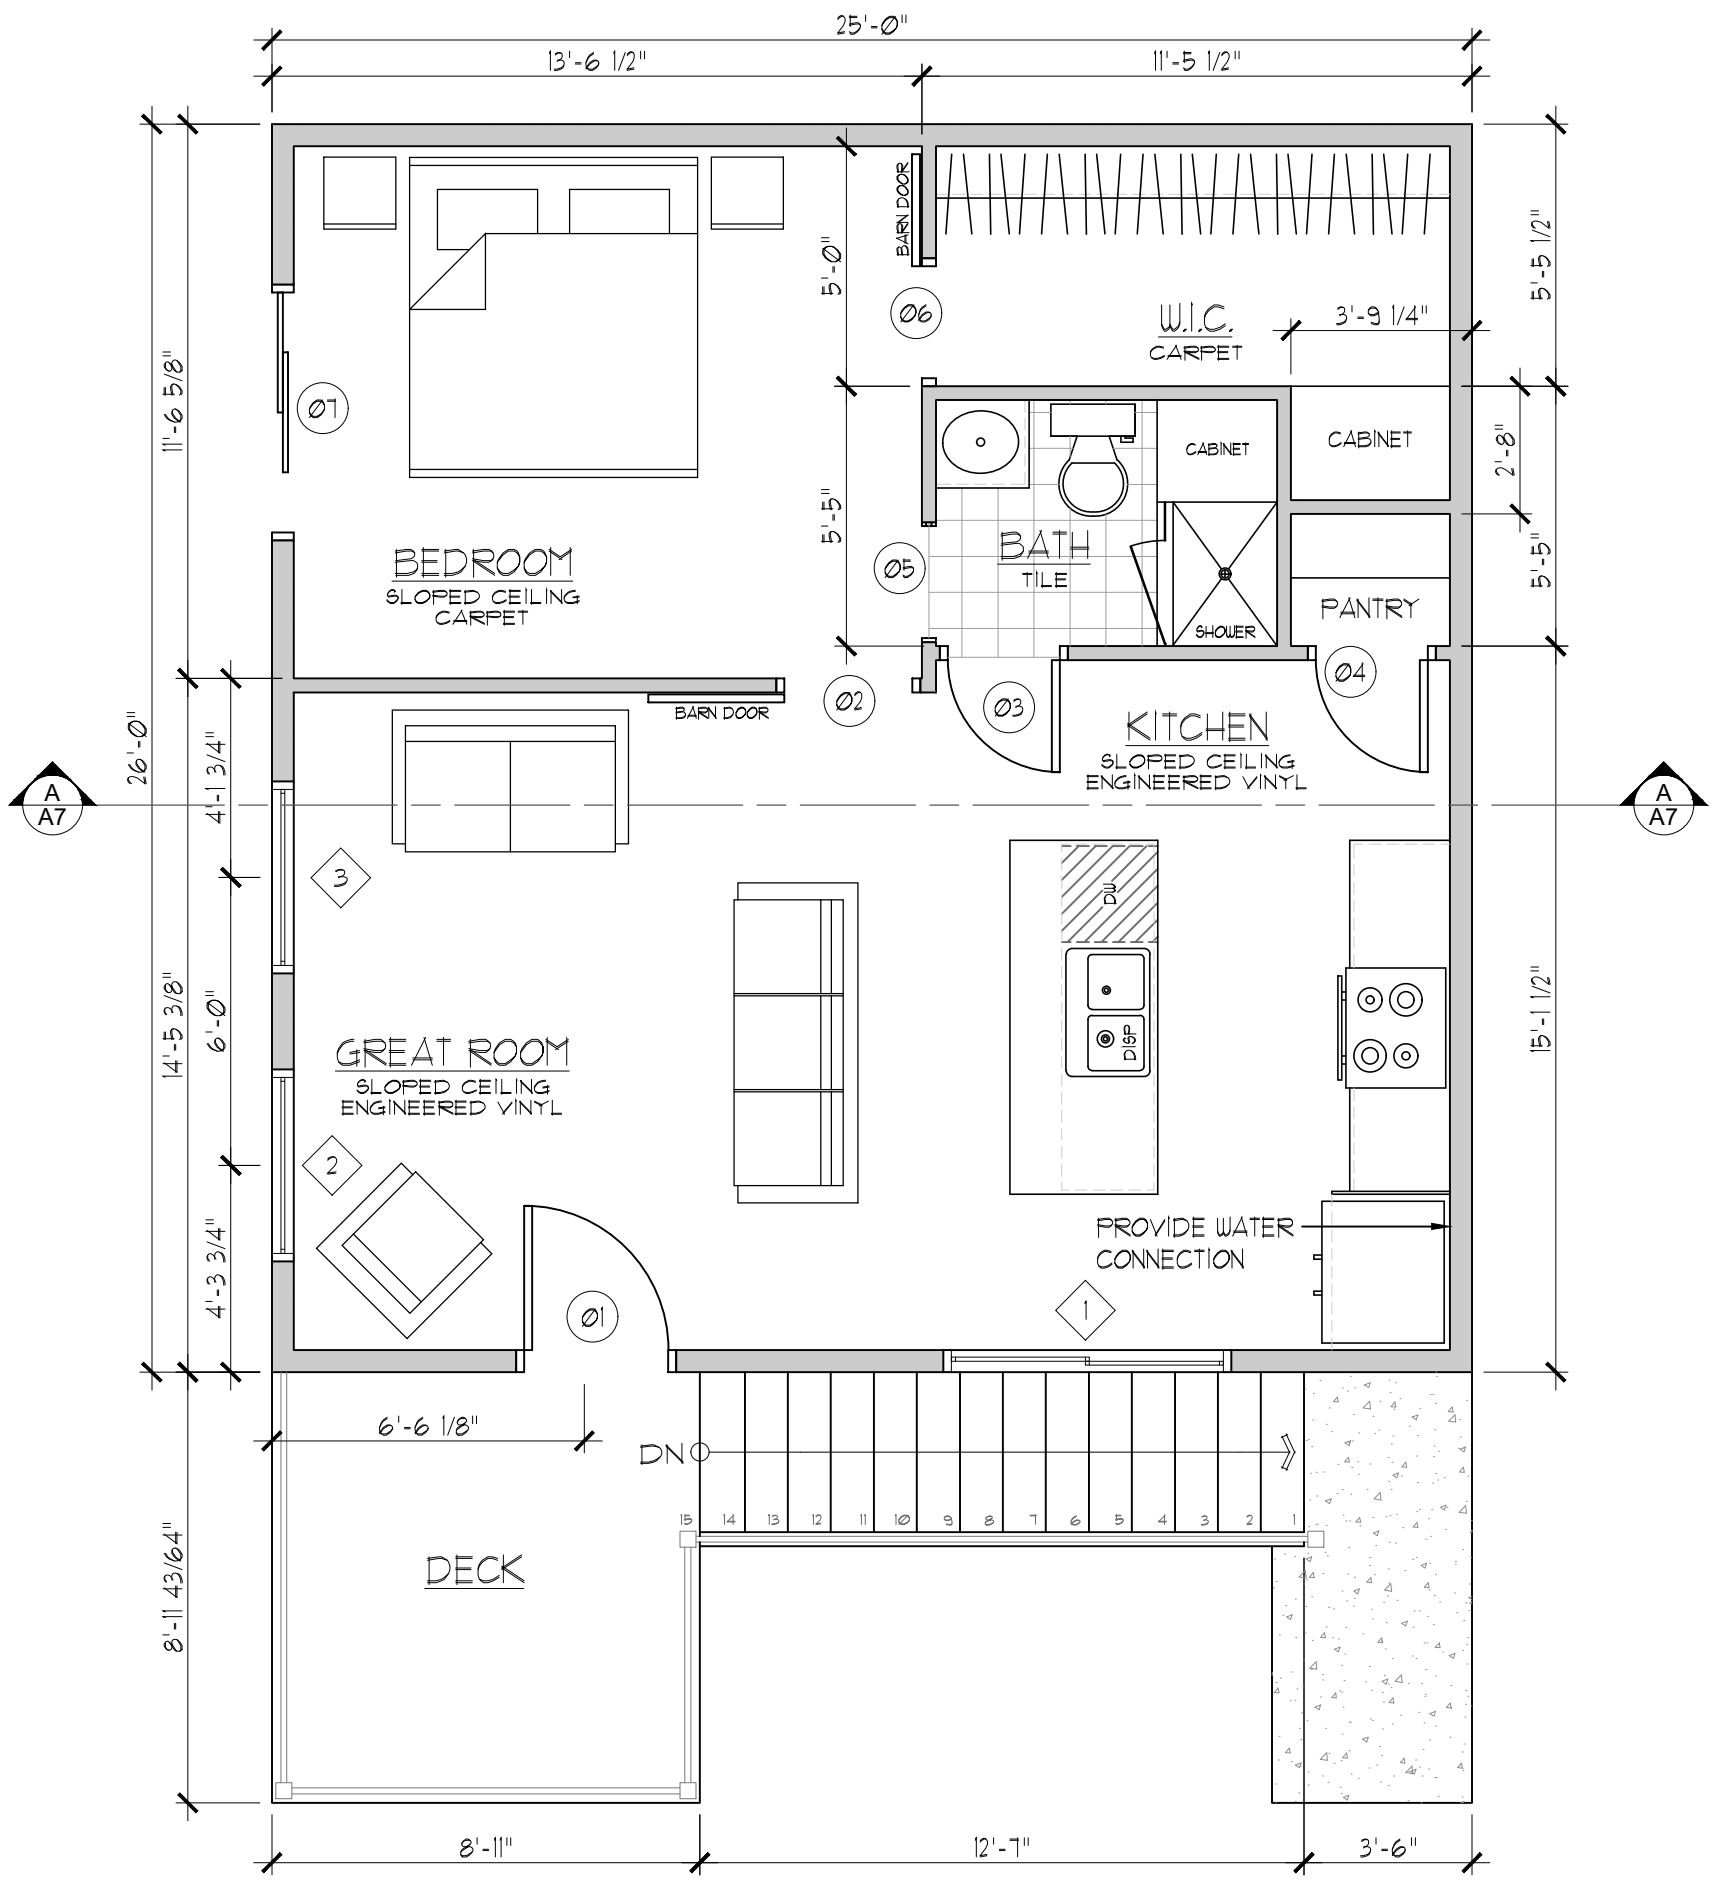 25'-0"
13'-6 1/2"
11'-5 1/2"
BARN DOOR
5'-0"
5'-5 1/2"
06
W.I.C.
CARPET
3'-9 1/4"
11'-6 5/8"
07
CABINET
CABINET
2'-8"
5'-5"
BATH
TILE
05
5'-5"
BEDROOM
SLOPED CEILING
CARPET
SHOWER
PANTRY
04
02
03
BARN DOOR
KITCHEN
SLOPED CEILING
ENGINEERED VINYL
26'-0"
4'-1 3/4"
A
A7
A
A7
3
DW
DISP
14'-5 3/8"
6'-0"
15'-1 1/2"
GREAT ROOM
SLOPED CEILING
ENGINEERED VINYL
2
PROVIDE WATER
CONNECTION
4'-3 3/4"
01
1
6'-6 1/8"
DN
15 14 13 12 11 10 9 8 7 6 5 4 3 2 1
DECK
8'-11 43/64"
8'-11"
12'-7"
3'-6"